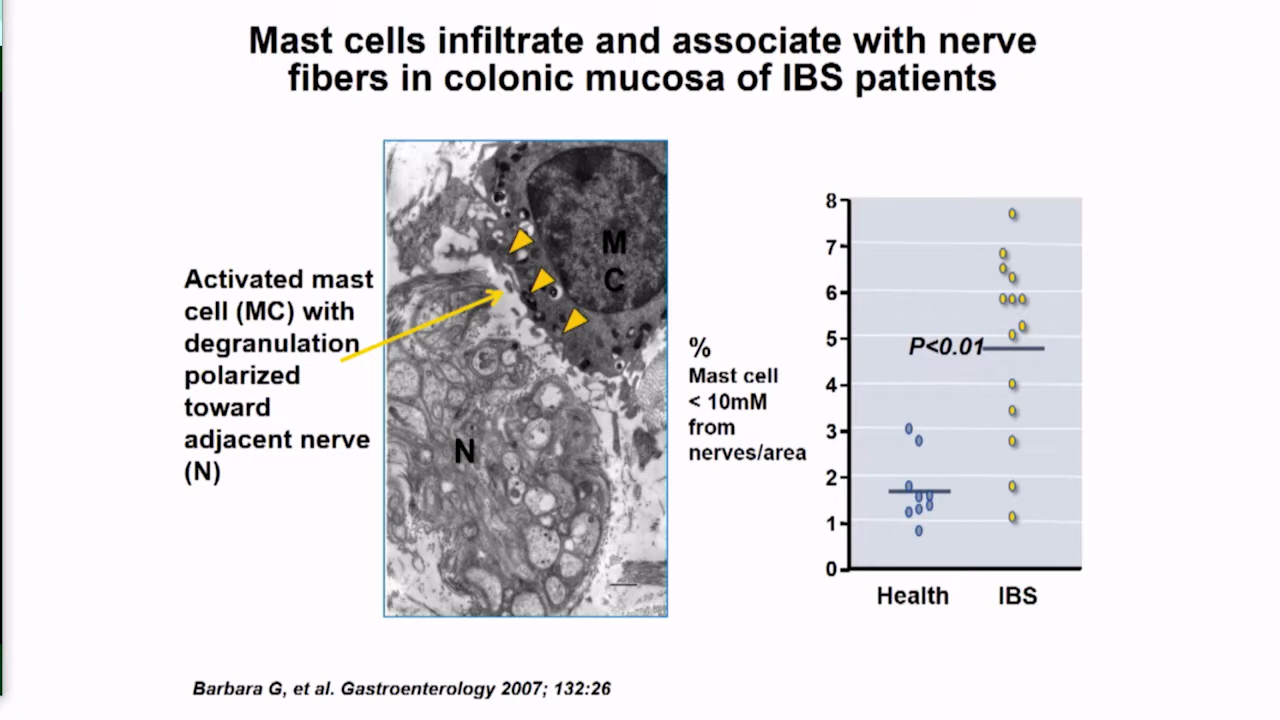 Mast cells infiltrate and associate with nerve
fibers in colonic mucosa of IBS patients
Activated mast
cell (MC) with
degranulation
polarized
toward
adjacent nerve
(N)
M
C
N
%
Mast cell
< 10mM
from
nerves/area
8
7
6
5
4
3
2
1
0
P<0.01
Health
IBS
Barbara G, et al. Gastroenterology 2007; 132:26